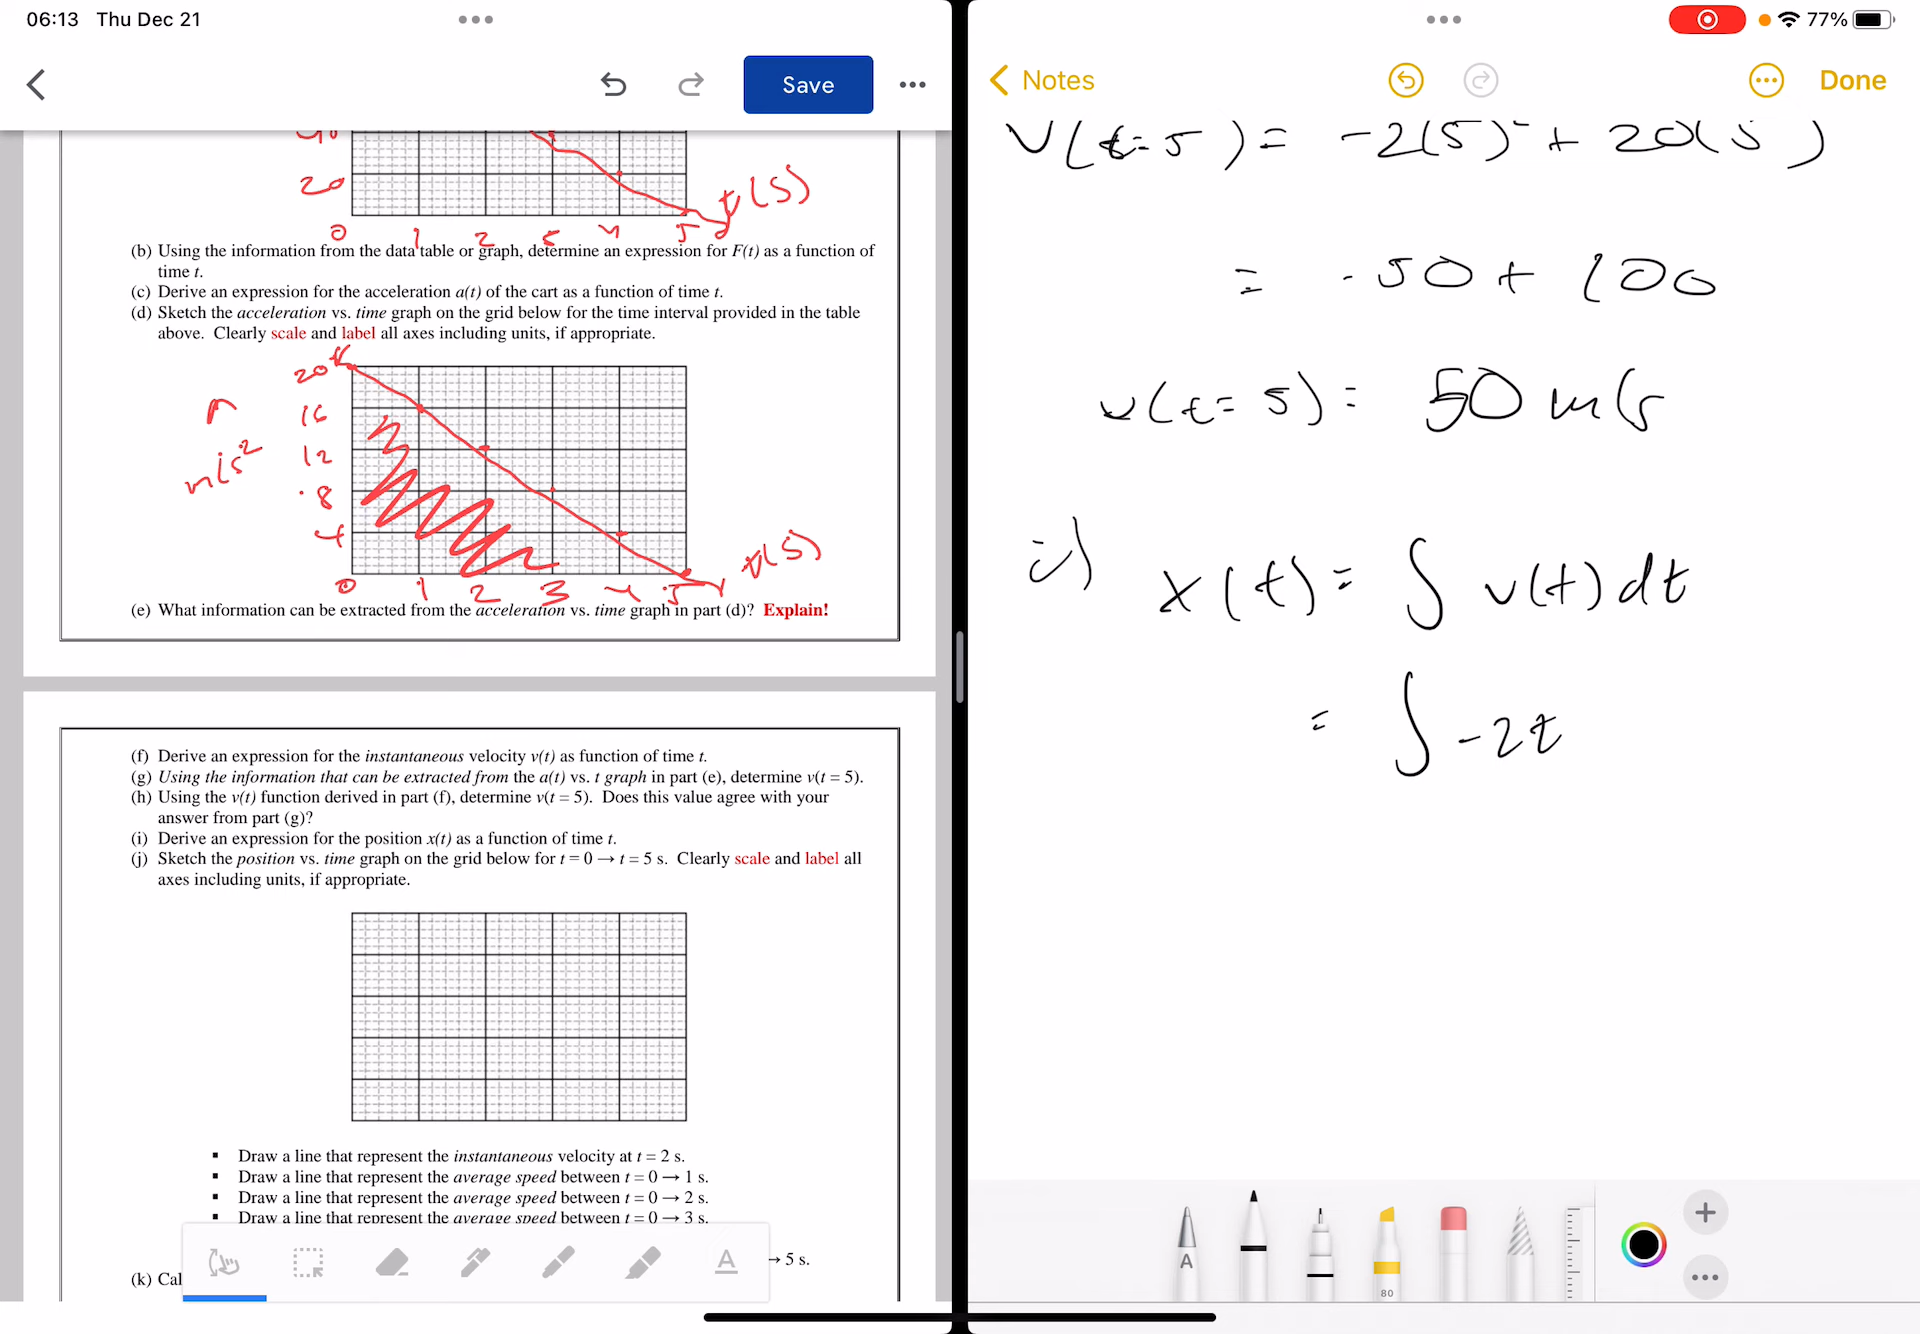 06:13 Thu Dec 21
77%
Save
Notes
Done
20
t(s)
0 1 2 4 5
(b) Using the information from the data table or graph, determine an expression for F(t) as a function of
time t.
(c) Derive an expression for the acceleration a(t) of the cart as a function of time t.
(d) Sketch the acceleration vs. time graph on the grid below for the time interval provided in the table
above. Clearly scale and label all axes including units, if appropriate.
20
16
m/s²
12
8
4
t(s)
0 1 2 3 4 5
(e) What information can be extracted from the acceleration vs. time graph in part (d)? Explain!
(f) Derive an expression for the instantaneous velocity v(t) as function of time t.
(g) Using the information that can be extracted from the a(t) vs. t graph in part (e), determine v(t = 5).
(h) Using the v(t) function derived in part (f), determine v(t = 5). Does this value agree with your
answer from part (g)?
(i) Derive an expression for the position x(t) as a function of time t.
(j) Sketch the position vs. time graph on the grid below for t = 0 → t = 5 s. Clearly scale and label all
axes including units, if appropriate.
▪ Draw a line that represent the instantaneous velocity at t = 2 s.
▪ Draw a line that represent the average speed between t = 0 → 1 s.
▪ Draw a line that represent the average speed between t = 0 → 2 s.
▪ Draw a line that represent the average speed between t = 0 → 3 s.
→ 5 s.
(k) Cal
A
v(t=5) = -2(5)² + 20(5)
= -50 + 100
v(t=5) = 50 m/s
i) x(t) = ∫ v(t) dt
= ∫ -2t
A
80